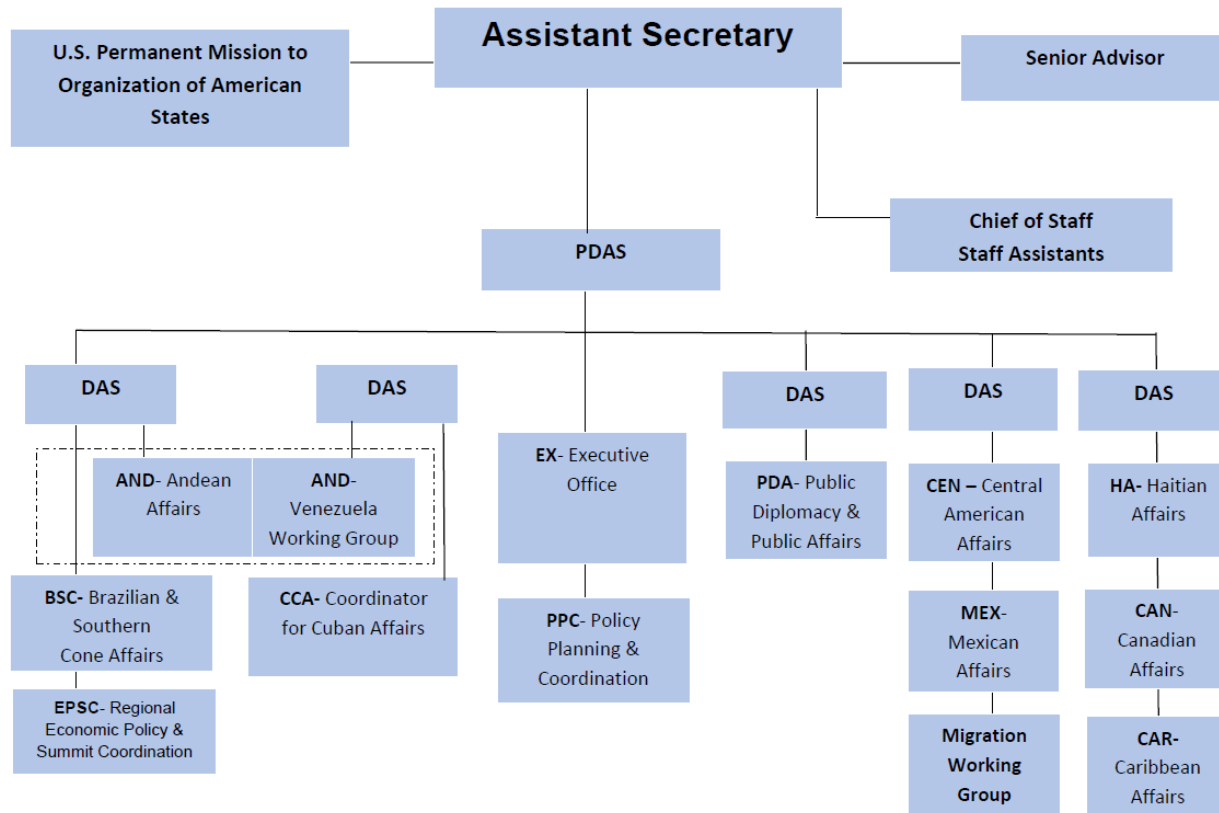 Assistant Secretary
U.S. Permanent Mission to
Organization of American
States
Senior Advisor
Chief of Staff
Staff Assistants
PDAS
DAS
DAS
DAS
DAS
DAS
AND- Andean
Affairs
AND-
Venezuela
Working Group
EX- Executive
Office
PDA- Public
Diplomacy &
Public Affairs
CEN – Central
American
Affairs
HA- Haitian
Affairs
BSC- Brazilian &
Southern
Cone Affairs
CCA- Coordinator
for Cuban Affairs
PPC- Policy
Planning &
Coordination
MEX-
Mexican
Affairs
CAN-
Canadian
Affairs
EPSC- Regional
Economic Policy &
Summit Coordination
Migration
Working
Group
CAR-
Caribbean
Affairs